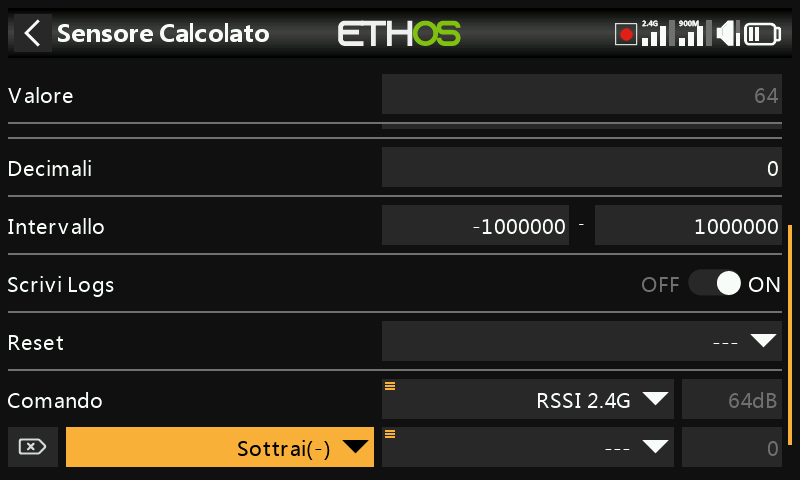 Sensore Calcolato ETHOS 2.4G 900M
Valore 64
Decimali 0
Intervallo -1000000 - 1000000
Scrivi Logs OFF ON
Reset ---
Comando RSSI 2.4G 64dB
Sottrai(-) --- 0